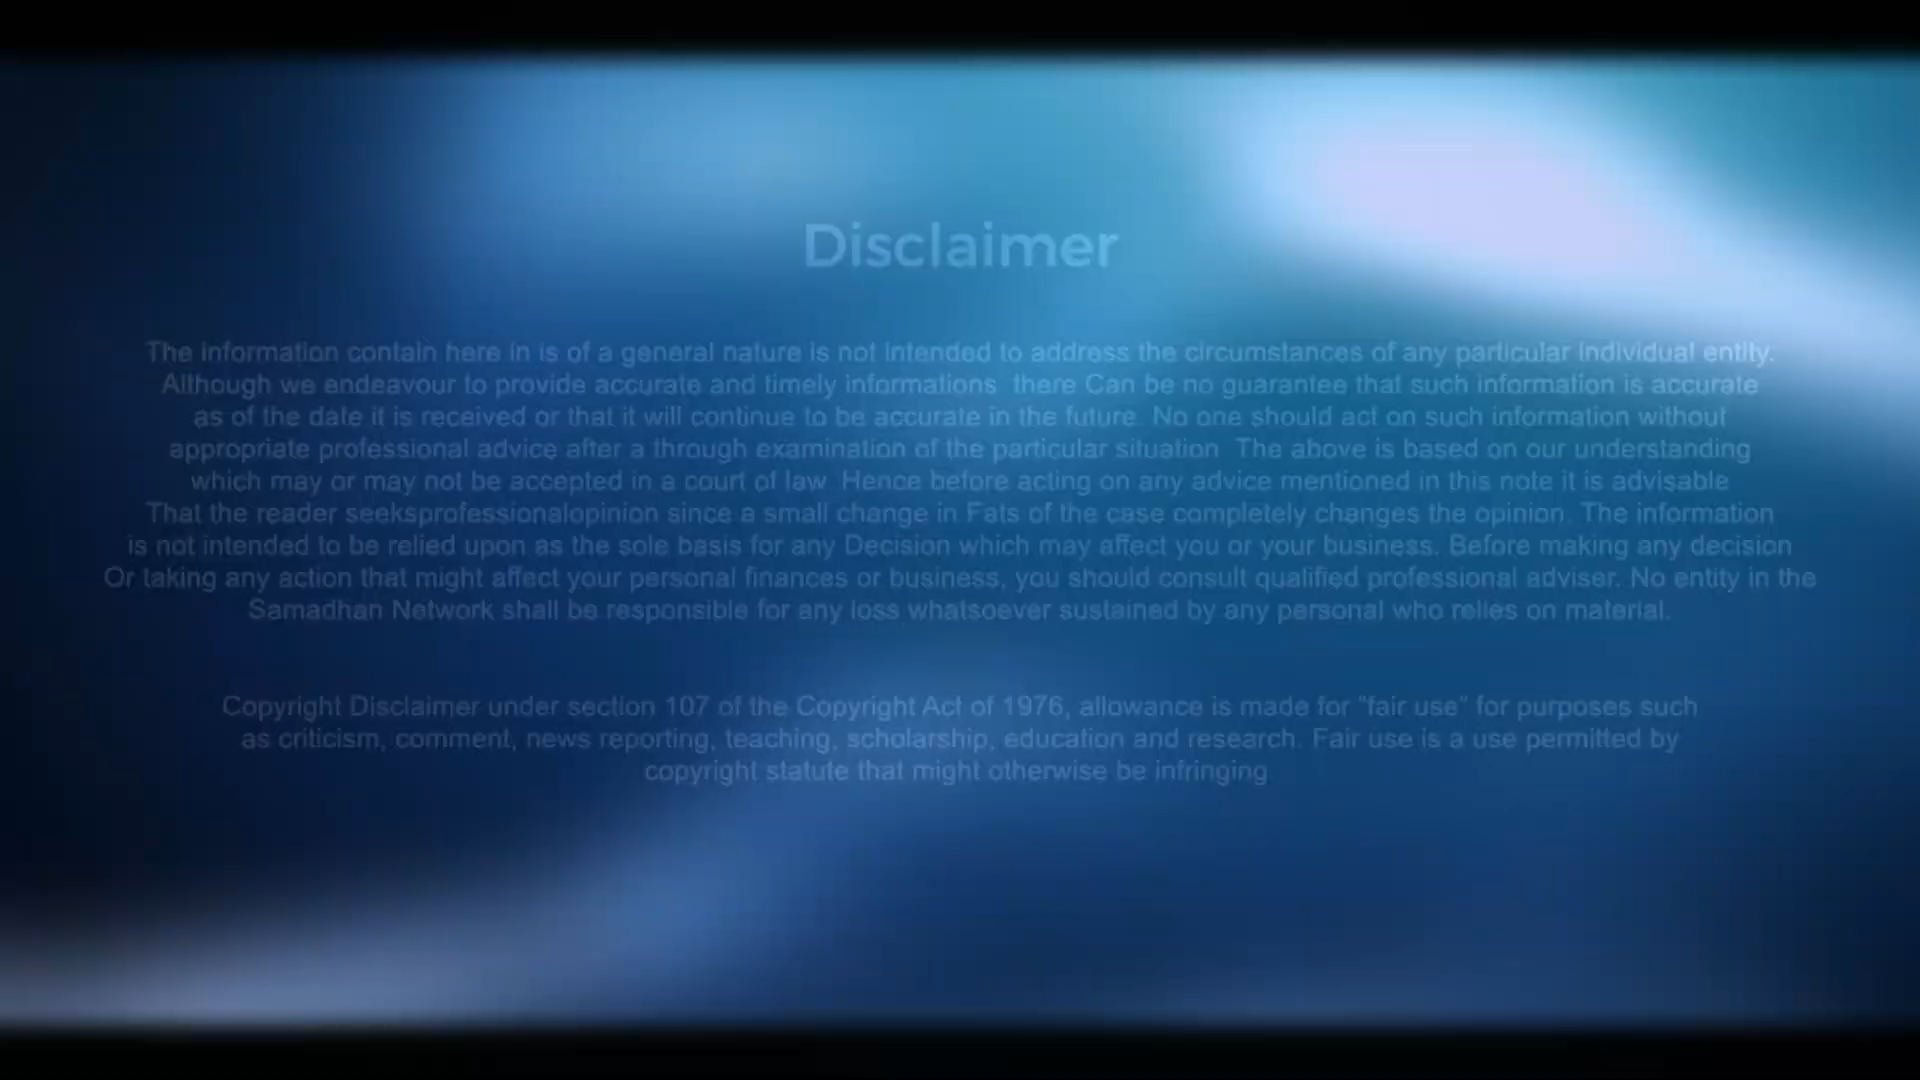 Disclaimer
The information contain here in is of a general nature is not intended to address the circumstances of any particular individual entity.
Although we endeavour to provide accurate and timely informations there Can be no guarantee that such information is accurate
as of the date it is received or that it will continue to be accurate in the future. No one should act on such information without
appropriate professional advice after a through examination of the particular situation. The above is based on our understanding
which may or may not be accepted in a court of law. Hence before acting on any advice mentioned in this note it is advisable
That the reader seeksprofessionalopinion since a small change in Fats of the case completely changes the opinion. The information
is not intended to be relied upon as the sole basis for any Decision which may affect you or your business. Before making any decision
Or taking any action that might affect your personal finances or business, you should consult qualified professional adviser. No entity in the
Samadhan Network shall be responsible for any loss whatsoever sustained by any personal who relies on material.
Copyright Disclaimer under section 107 of the Copyright Act of 1976, allowance is made for "fair use" for purposes such
as criticism, comment, news reporting, teaching, scholarship, education and research. Fair use is a use permitted by
copyright statute that might otherwise be infringing